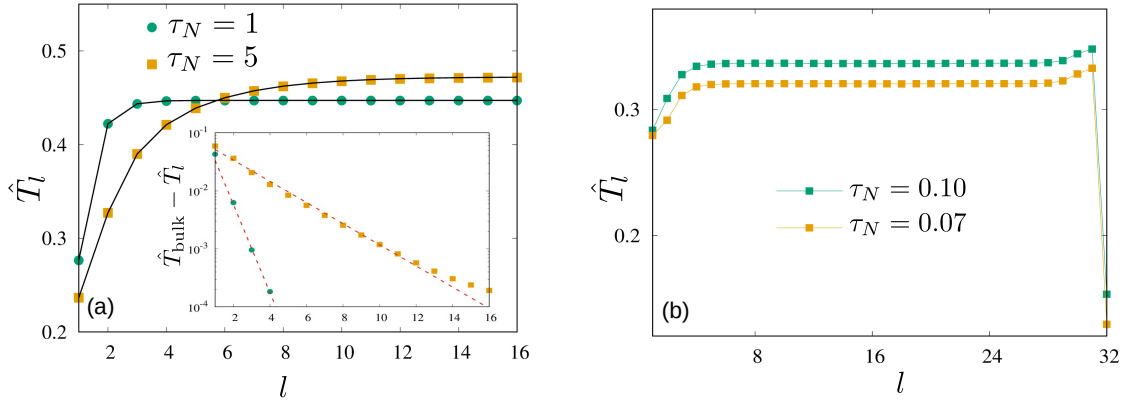 τ_N = 1
τ_N = 5
0.5
0.4
0.3
0.2
T̂_l
(a)
2 4 6 8 10 12 14 16
l
10^-1
10^-2
10^-3
10^-4
T̂_bulk − T̂_l
2 4 6 8 10 12 14 16
0.3
0.2
T̂_l
τ_N = 0.10
τ_N = 0.07
(b)
8 16 24 32
l